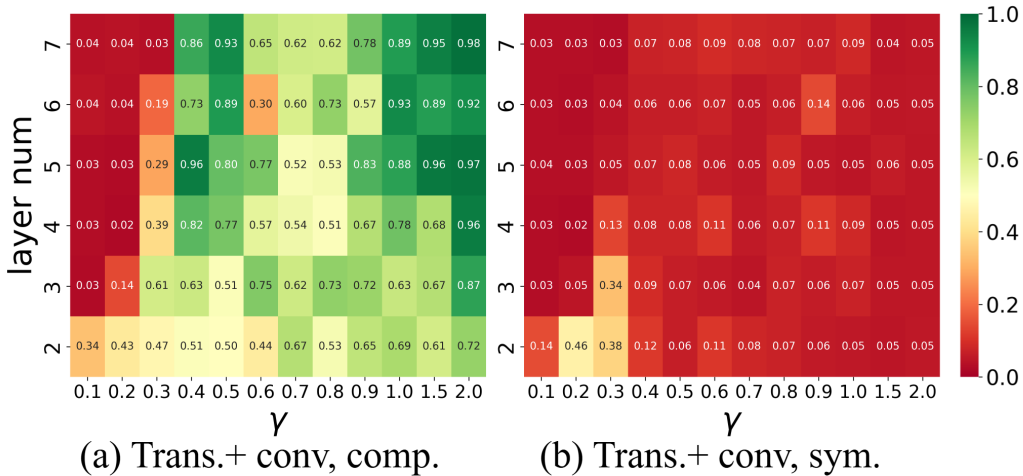 layer num
7 0.04 0.04 0.03 0.86 0.93 0.65 0.62 0.62 0.78 0.89 0.95 0.98
6 0.04 0.04 0.19 0.73 0.89 0.30 0.60 0.73 0.57 0.93 0.89 0.92
5 0.03 0.03 0.29 0.96 0.80 0.77 0.52 0.53 0.83 0.88 0.96 0.97
4 0.03 0.02 0.39 0.82 0.77 0.57 0.54 0.51 0.67 0.78 0.68 0.96
3 0.03 0.14 0.61 0.63 0.51 0.75 0.62 0.73 0.72 0.63 0.67 0.87
2 0.34 0.43 0.47 0.51 0.50 0.44 0.67 0.53 0.65 0.69 0.61 0.72
0.1 0.2 0.3 0.4 0.5 0.6 0.7 0.8 0.9 1.0 1.5 2.0
γ
(a) Trans.+ conv, comp.
7 0.03 0.03 0.03 0.07 0.08 0.09 0.08 0.07 0.07 0.09 0.04 0.05
6 0.03 0.03 0.04 0.06 0.06 0.07 0.05 0.06 0.14 0.06 0.05 0.05
5 0.04 0.03 0.05 0.07 0.08 0.06 0.05 0.09 0.05 0.05 0.06 0.05
4 0.03 0.02 0.13 0.08 0.08 0.11 0.06 0.07 0.11 0.09 0.05 0.05
3 0.03 0.05 0.34 0.09 0.07 0.06 0.04 0.07 0.06 0.07 0.05 0.05
2 0.14 0.46 0.38 0.12 0.06 0.11 0.08 0.07 0.06 0.05 0.05 0.05
0.1 0.2 0.3 0.4 0.5 0.6 0.7 0.8 0.9 1.0 1.5 2.0
γ
(b) Trans.+ conv, sym.
1.0
0.8
0.6
0.4
0.2
0.0